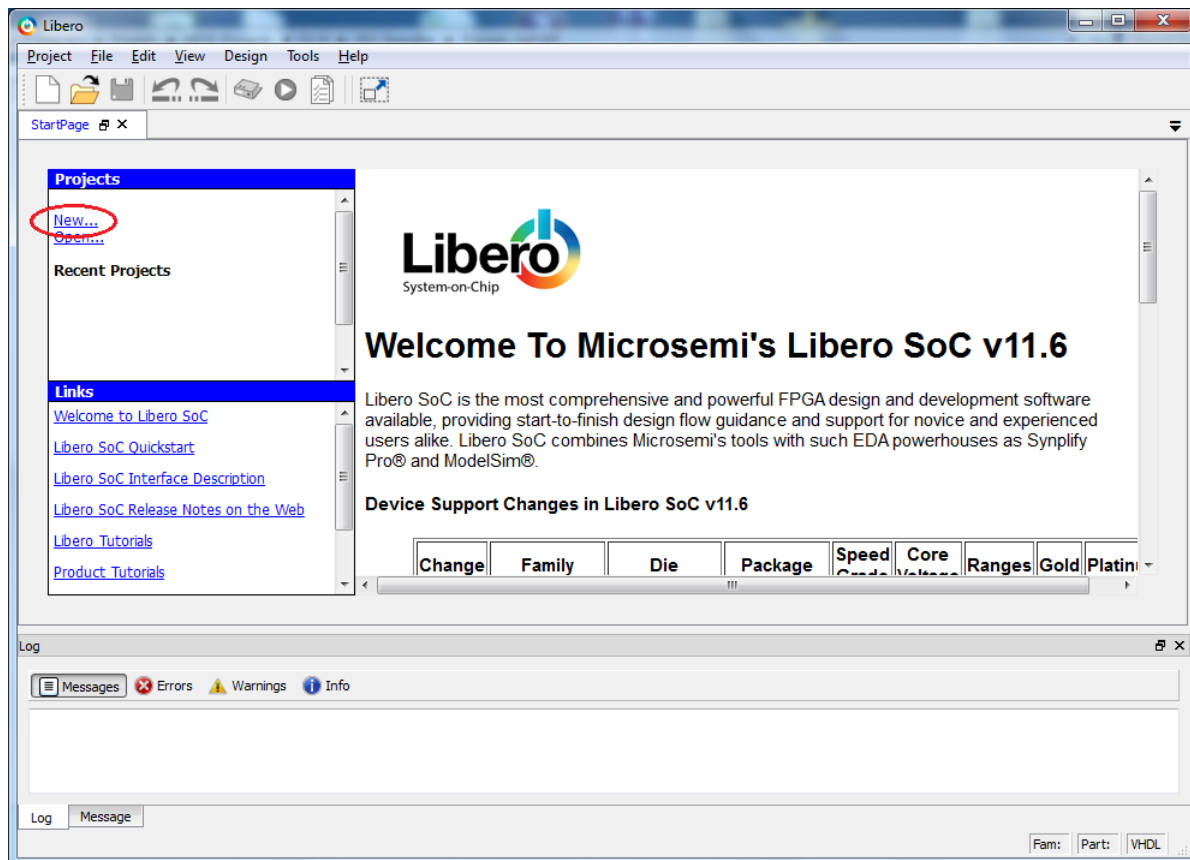 Libero
Project File Edit View Design Tools Help
StartPage
Projects
New...
Open...
Recent Projects
Links
Welcome to Libero SoC
Libero SoC Quickstart
Libero SoC Interface Description
Libero SoC Release Notes on the Web
Libero Tutorials
Product Tutorials
Libero
System-on-Chip
Welcome To Microsemi's Libero SoC v11.6
Libero SoC is the most comprehensive and powerful FPGA design and development software
available, providing start-to-finish design flow guidance and support for novice and experienced
users alike. Libero SoC combines Microsemi's tools with such EDA powerhouses as Synplify
Pro® and ModelSim®.
Device Support Changes in Libero SoC v11.6
Change Family Die Package Speed Grade Core Voltage Ranges Gold Platinu
Log
Messages Errors Warnings Info
Log Message
Fam: Part: VHDL